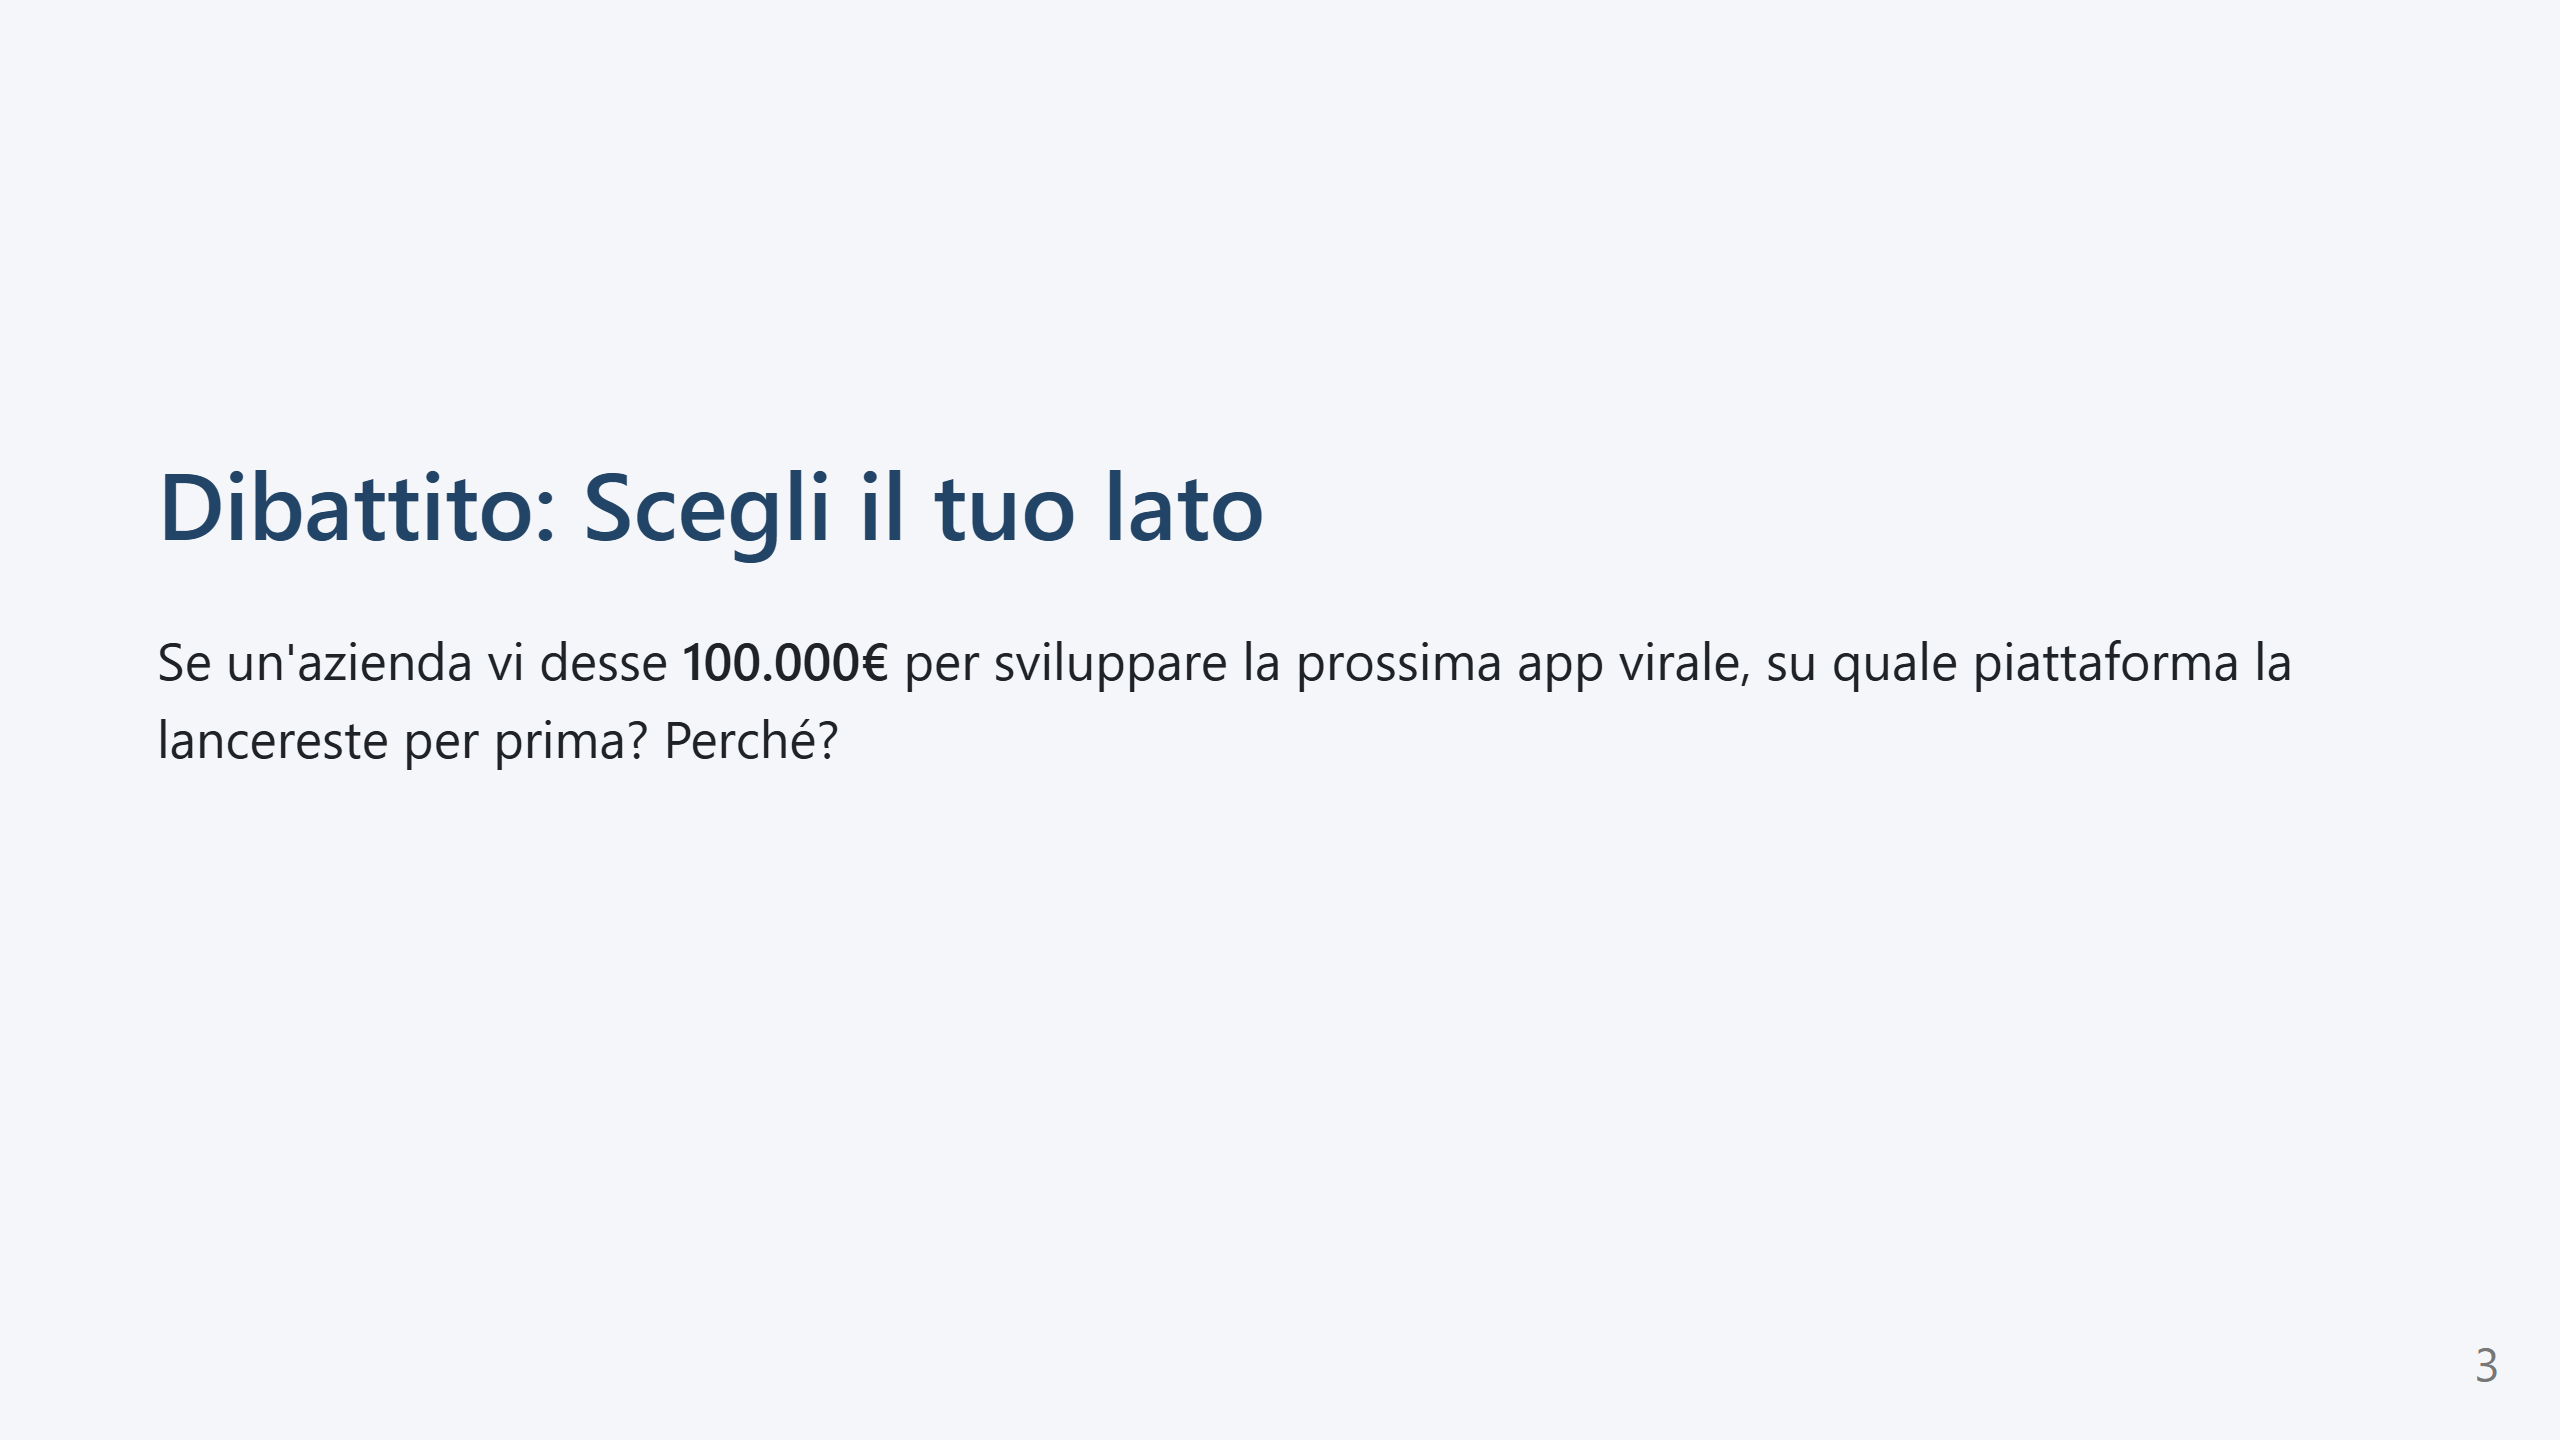 Dibattito: Scegli il tuo lato
Se un'azienda vi desse 100.000€ per sviluppare la prossima app virale, su quale piattaforma la
lancereste per prima? Perché?
3